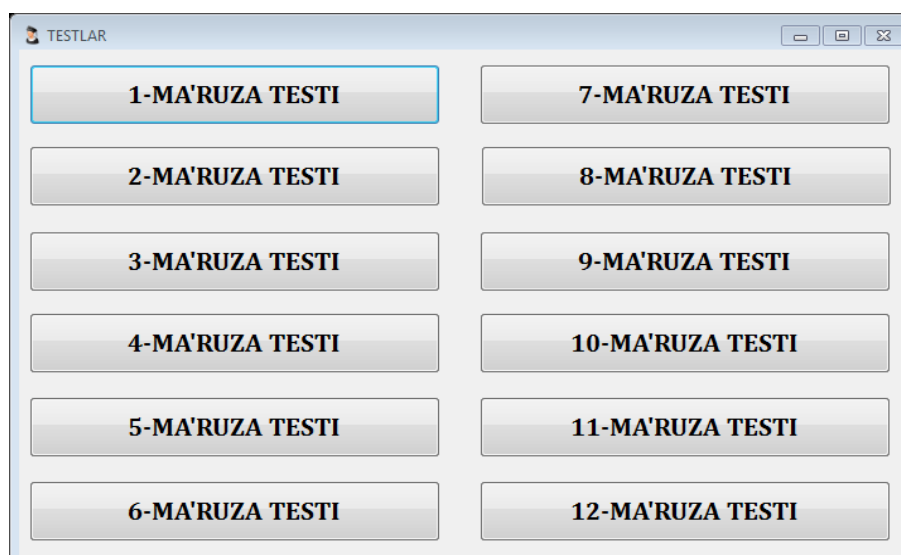 TESTLAR
1-MA'RUZA TESTI
2-MA'RUZA TESTI
3-MA'RUZA TESTI
4-MA'RUZA TESTI
5-MA'RUZA TESTI
6-MA'RUZA TESTI
7-MA'RUZA TESTI
8-MA'RUZA TESTI
9-MA'RUZA TESTI
10-MA'RUZA TESTI
11-MA'RUZA TESTI
12-MA'RUZA TESTI